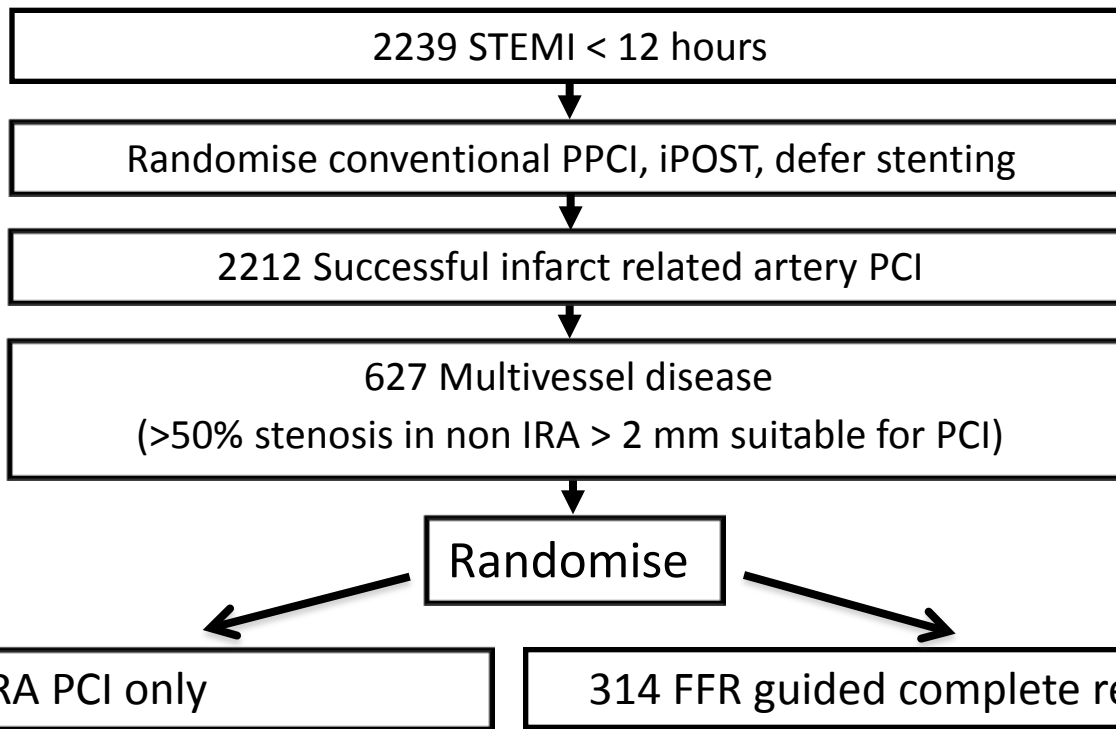 2239 STEMI < 12 hours
Randomise conventional PPCI, iPOST, defer stenting
2212 Successful infarct related artery PCI
627 Multivessel disease
(>50% stenosis in non IRA > 2 mm suitable for PCI)
Randomise
PCI only
314 FFR guided complete